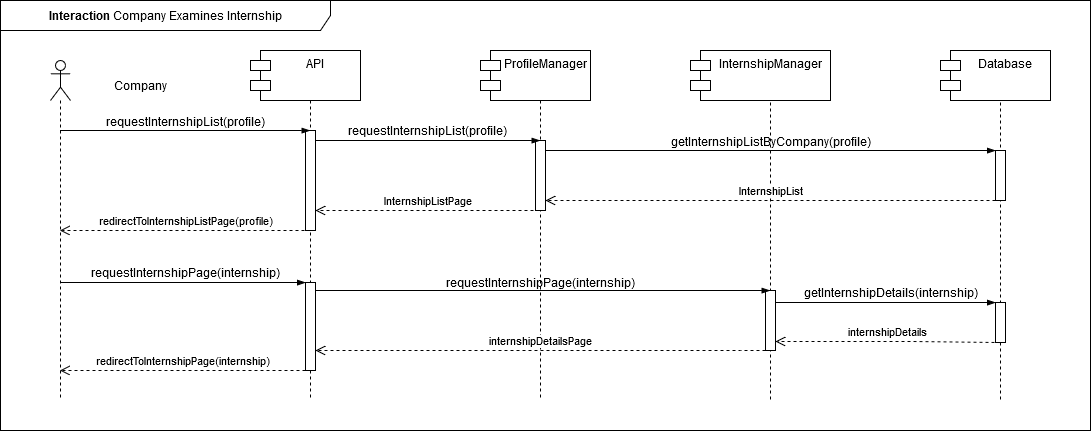 Interaction Company Examines Internship
API
ProfileManager
InternshipManager
Database
Company
requestInternshipList(profile)
requestInternshipList(profile)
getInternshipListByCompany(profile)
InternshipList
InternshipListPage
redirectToInternshipListPage(profile)
requestInternshipPage(internship)
requestInternshipPage(internship)
getInternshipDetails(internship)
internshipDetails
internshipDetailsPage
redirectToInternshipPage(internship)